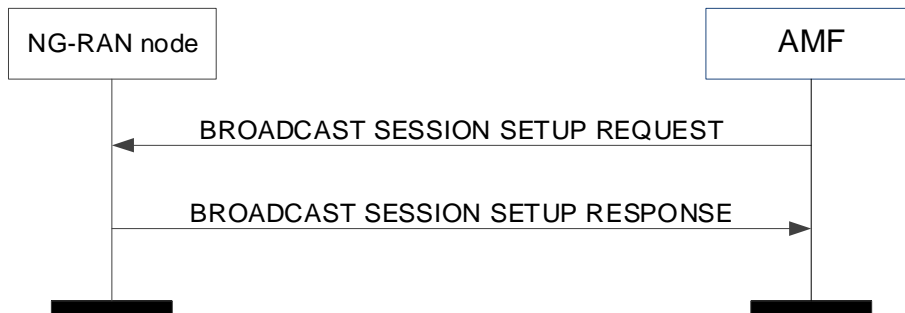 NG-RAN node
AMF
BROADCAST SESSION SETUP REQUEST
BROADCAST SESSION SETUP RESPONSE